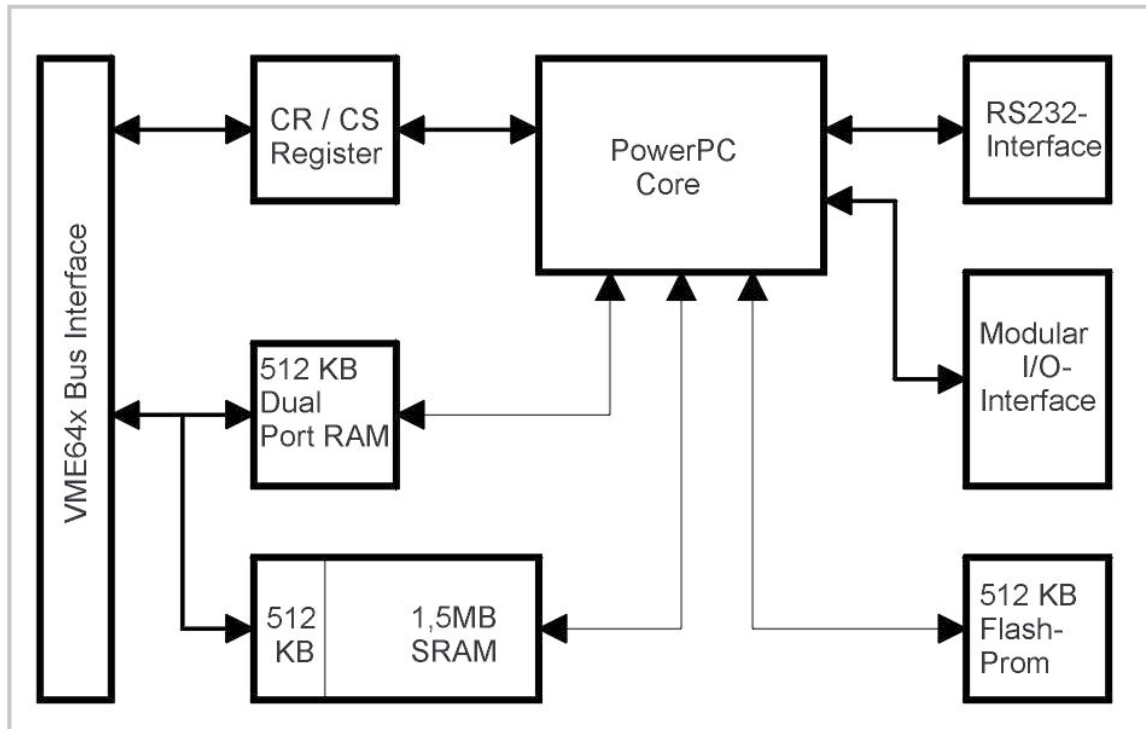 VME64x Bus Interface
CR / CS
Register
PowerPC
Core
RS232-
Interface
512 KB
Dual
Port RAM
Modular
I/O-
Interface
512
KB
1,5MB
SRAM
512 KB
Flash-
Prom